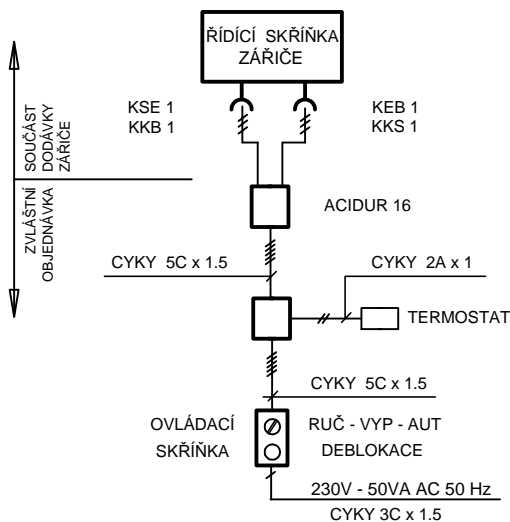 ŘÍDÍCÍ SKŘÍŇKA
ZÁŘIČE
KSE 1
KKB 1
KEB 1
KKS 1
SOUČÁST
DODÁVKY
ZÁŘIČE
ZVLÁŠTNÍ
OBJEDNÁVKA
ACIDUR 16
CYKY 5C x 1.5
CYKY 2A x 1
TERMOSTAT
CYKY 5C x 1.5
OVLÁDACÍ
SKŘÍŇKA
RUČ - VYP - AUT
DEBLOKACE
230V - 50VA AC 50 Hz
CYKY 3C x 1.5